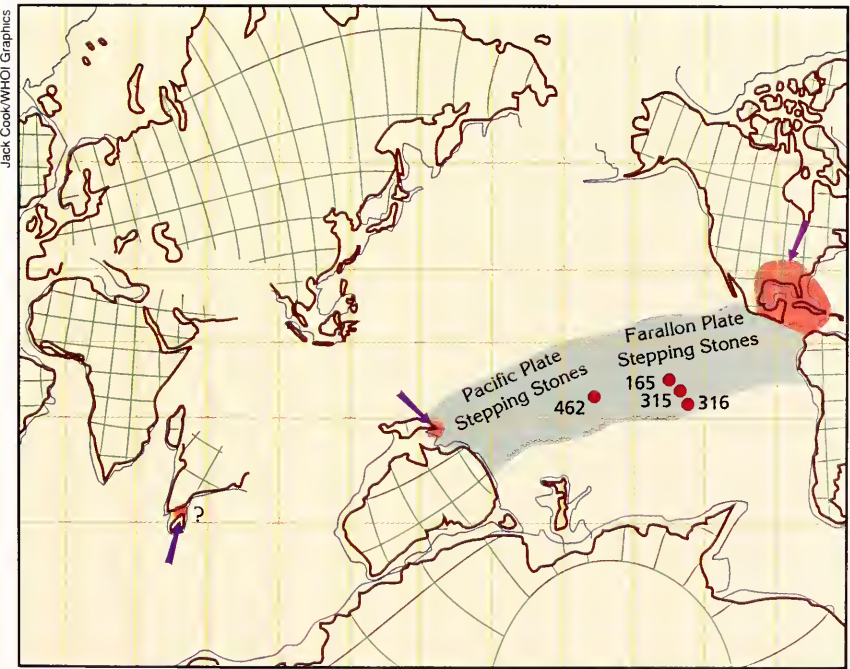 Jack Cook/WHOI Graphics
Pacific Plate
Stepping Stones
Farallon Plate
Stepping Stones
462
165
315
316
?